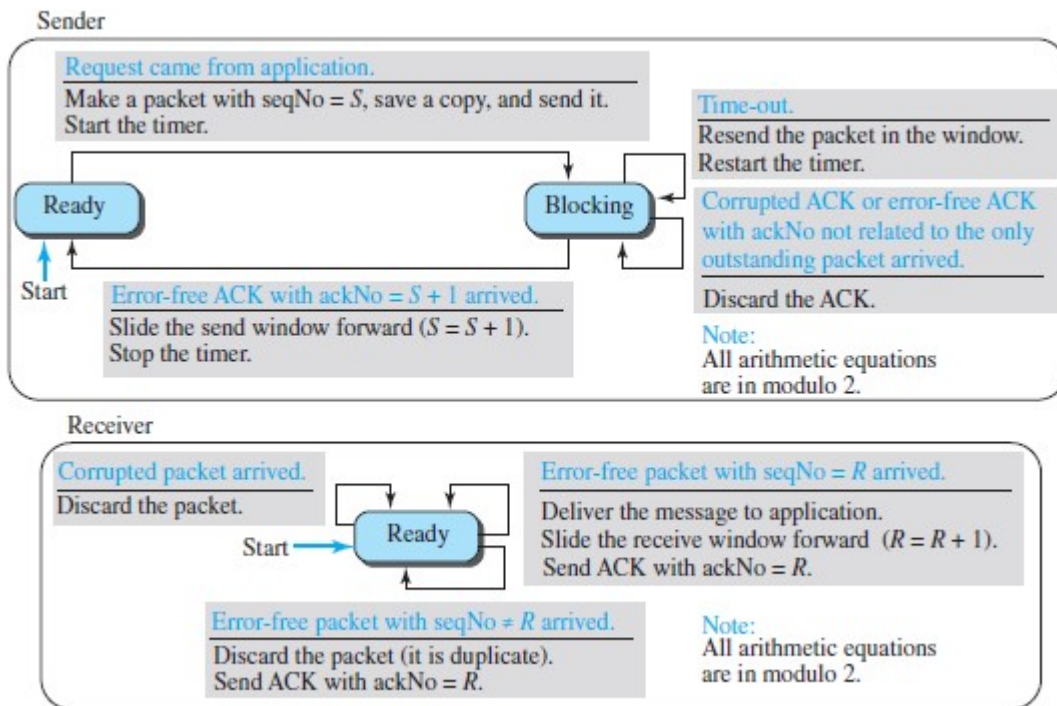 Sender
Request came from application.
Make a packet with seqNo = S, save a copy, and send it.
Start the timer.
Time-out.
Resend the packet in the window.
Restart the timer.
Ready
Blocking
Corrupted ACK or error-free ACK
with ackNo not related to the only
outstanding packet arrived.
Discard the ACK.
Start
Error-free ACK with ackNo = S + 1 arrived.
Slide the send window forward (S = S + 1).
Stop the timer.
Note:
All arithmetic equations
are in modulo 2.
Receiver
Corrupted packet arrived.
Discard the packet.
Start
Ready
Error-free packet with seqNo = R arrived.
Deliver the message to application.
Slide the receive window forward (R = R + 1).
Send ACK with ackNo = R.
Error-free packet with seqNo ≠ R arrived.
Discard the packet (it is duplicate).
Send ACK with ackNo = R.
Note:
All arithmetic equations
are in modulo 2.